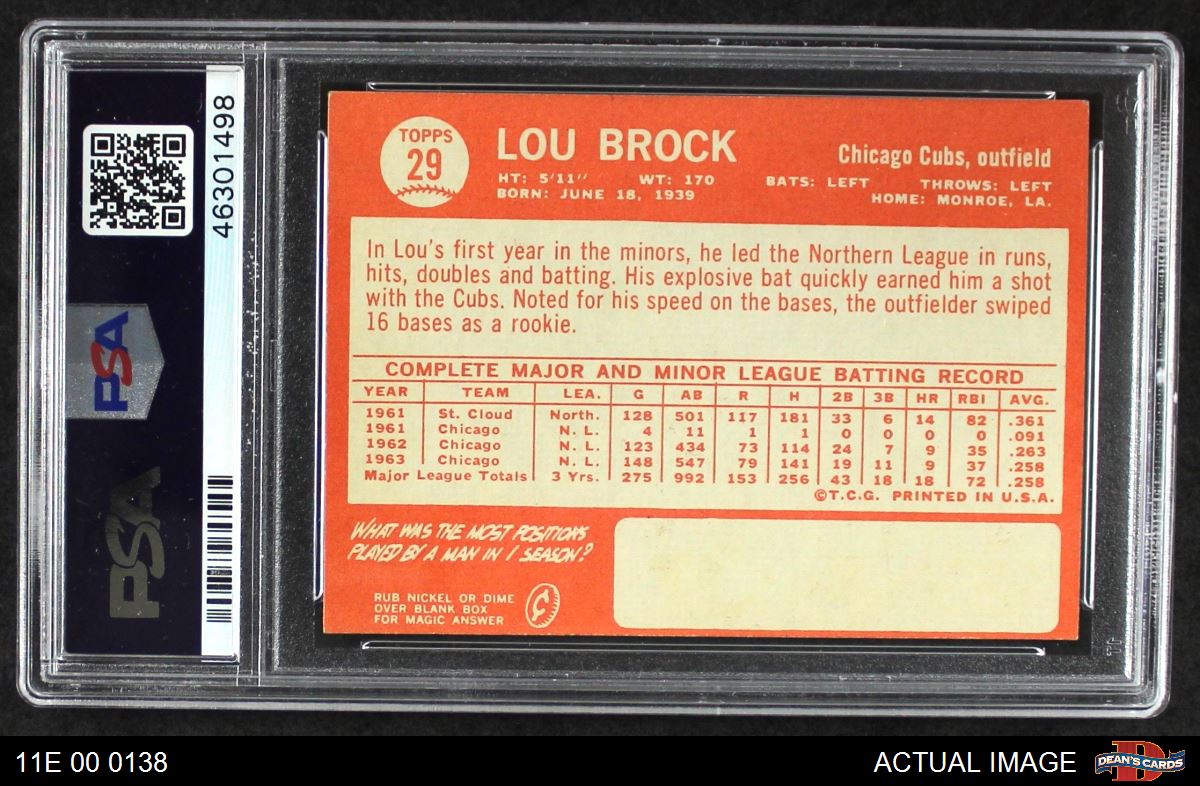 46301498
PSA
PSA
TOPPS
29
LOU BROCK
Chicago Cubs, outfield
HT: 5'11" WT: 170 BATS: LEFT THROWS: LEFT
BORN: JUNE 18, 1939 HOME: MONROE, LA.
In Lou's first year in the minors, he led the Northern League in runs,
hits, doubles and batting. His explosive bat quickly earned him a shot
with the Cubs. Noted for his speed on the bases, the outfielder swiped
16 bases as a rookie.
COMPLETE MAJOR AND MINOR LEAGUE BATTING RECORD
YEAR TEAM LEA. G AB R H 2B 3B HR RBI AVG.
1961 St. Cloud North. 128 501 117 181 33 6 14 82 .361
1961 Chicago N. L. 4 11 1 1 0 0 0 0 .091
1962 Chicago N. L. 123 434 73 114 24 7 9 35 .263
1963 Chicago N. L. 148 547 79 141 19 11 9 37 .258
Major League Totals 3 Yrs. 275 992 153 256 43 18 18 72 .258
©T.C.G. PRINTED IN U.S.A.
WHAT WAS THE MOST POSITIONS
PLAYED BY A MAN IN 1 SEASON?
RUB NICKEL OR DIME
OVER BLANK BOX
FOR MAGIC ANSWER
11E 00 0138
ACTUAL IMAGE
DEAN'S CARDS